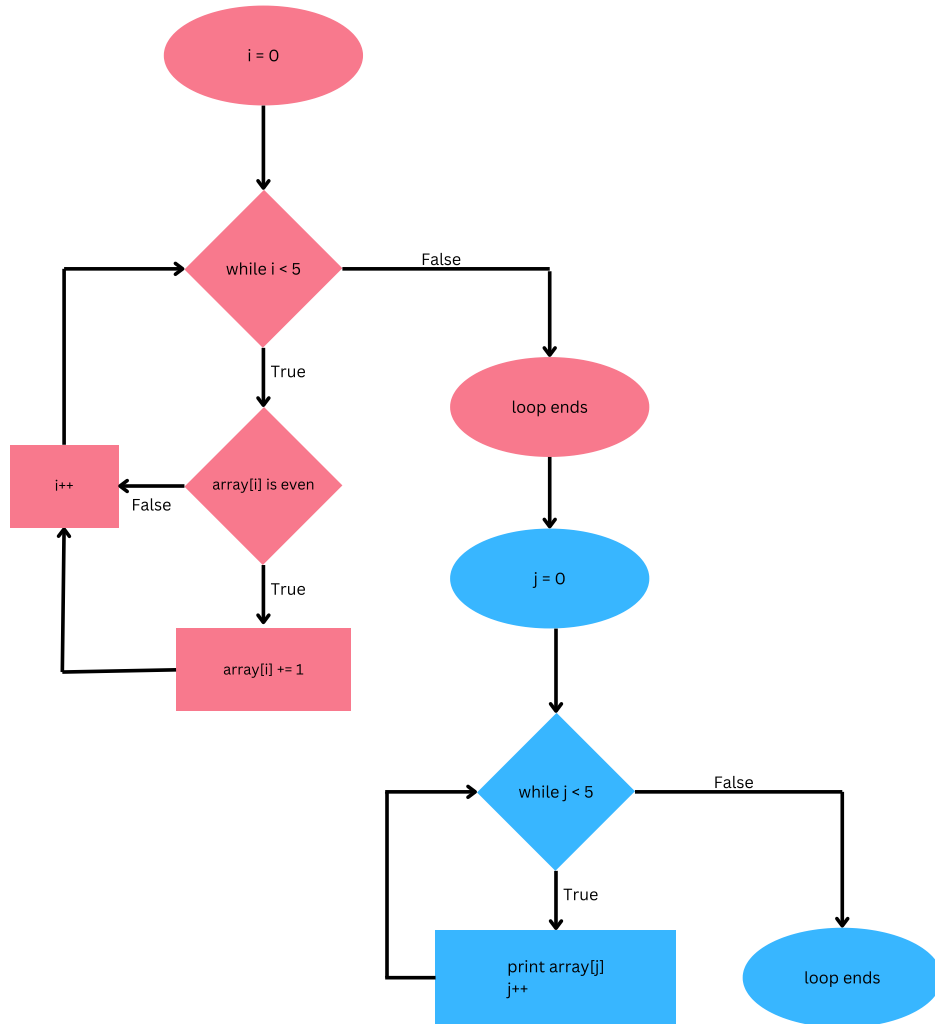 i = 0
while i < 5
False
True
loop ends
array[i] is even
i++
False
True
j = 0
array[i] += 1
while j < 5
False
True
print array[j]
j++
loop ends